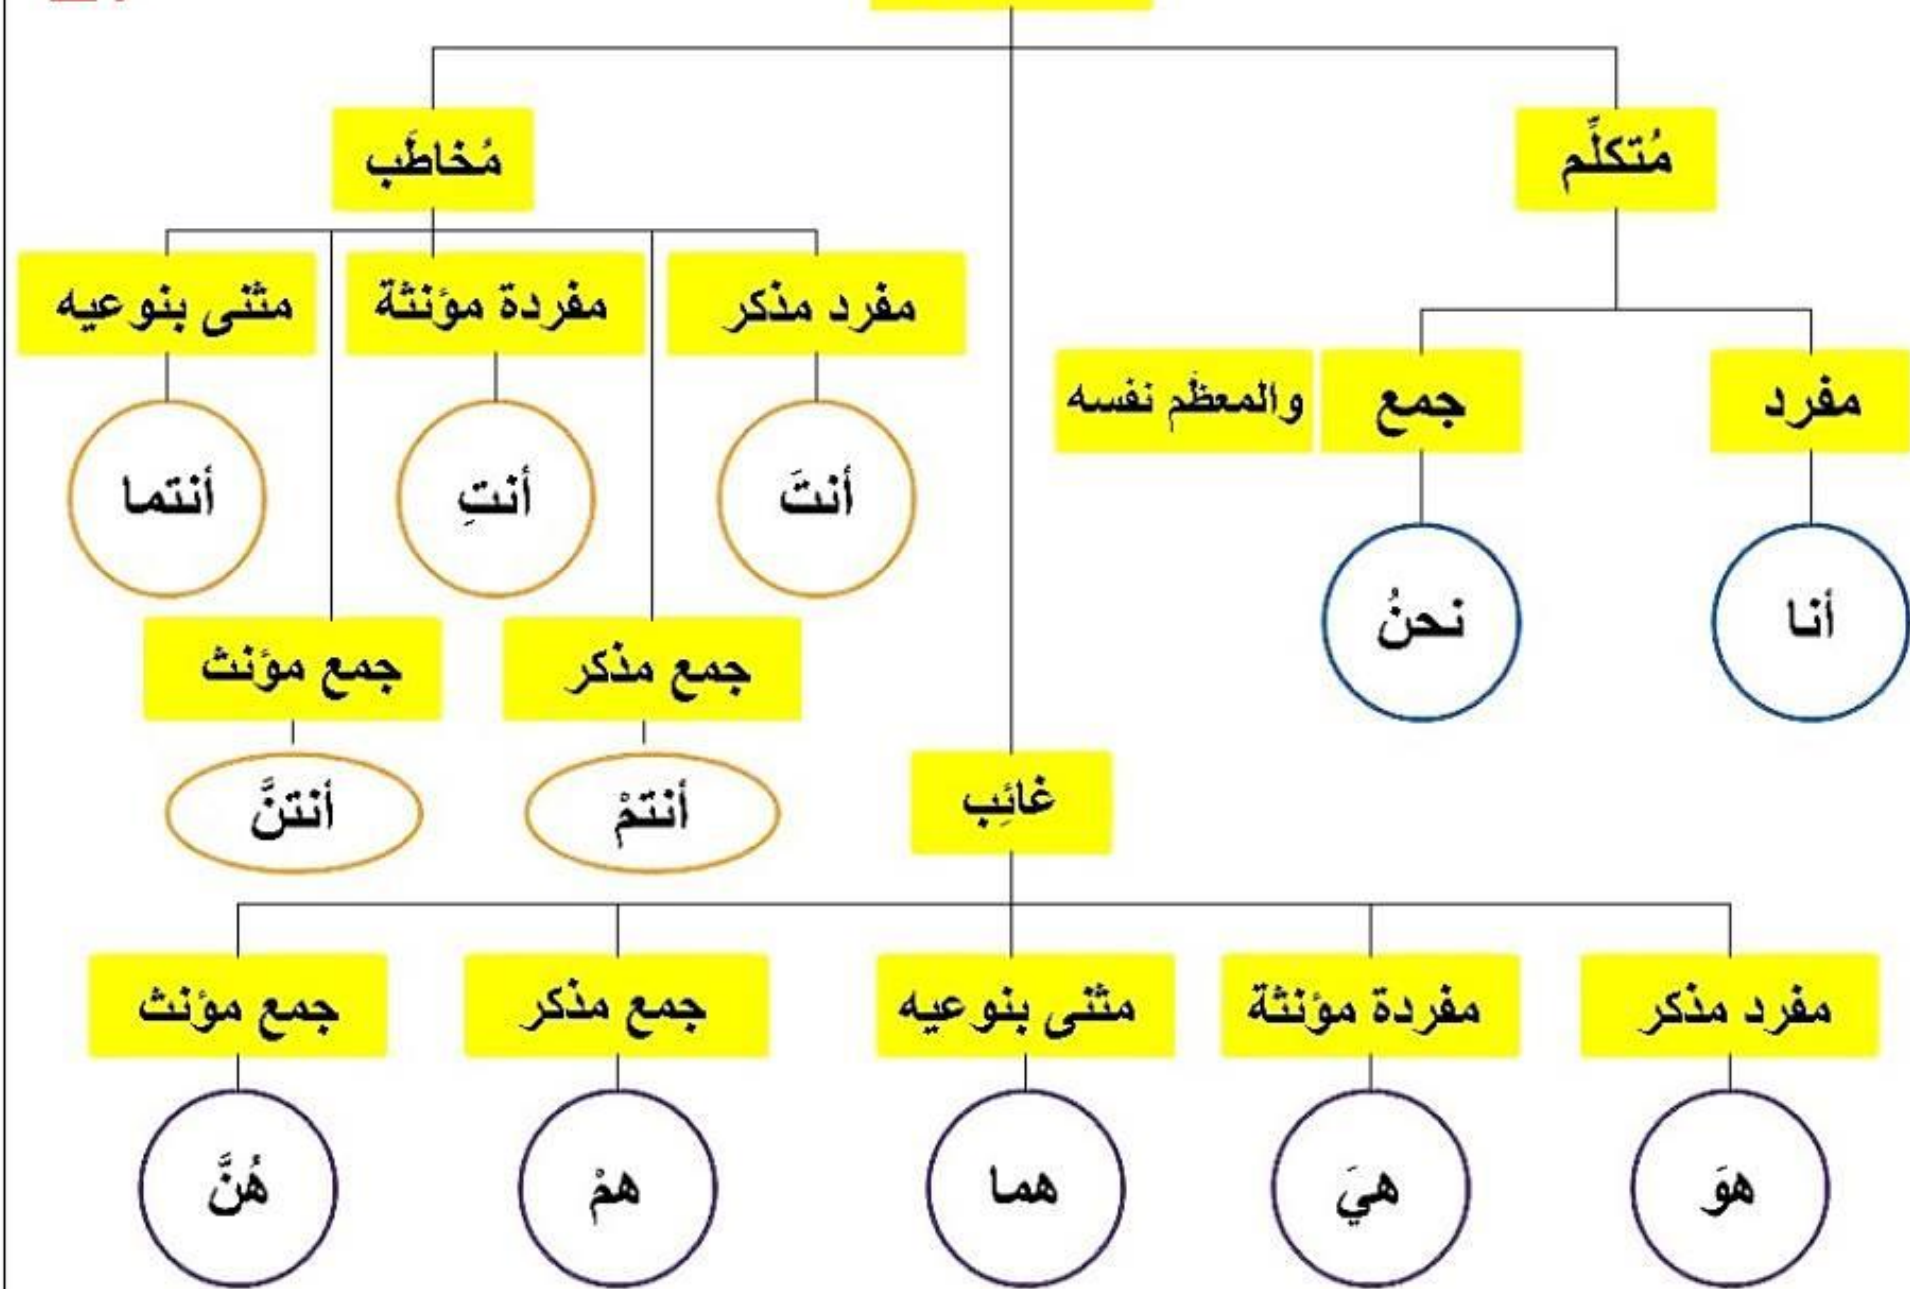 مُتكلِّم
مُخاطَب
مفرد
جمع
والمعظّم نفسه
أنا
نحنُ
مفرد مذكر
مفردة مؤنثة
مثنى بنوعيه
أنتَ
أنتِ
أنتما
جمع مذكر
جمع مؤنث
أنتمْ
أنتنَّ
غائِب
مفرد مذكر
مفردة مؤنثة
مثنى بنوعيه
جمع مذكر
جمع مؤنث
هوَ
هيَ
هما
همْ
هُنَّ